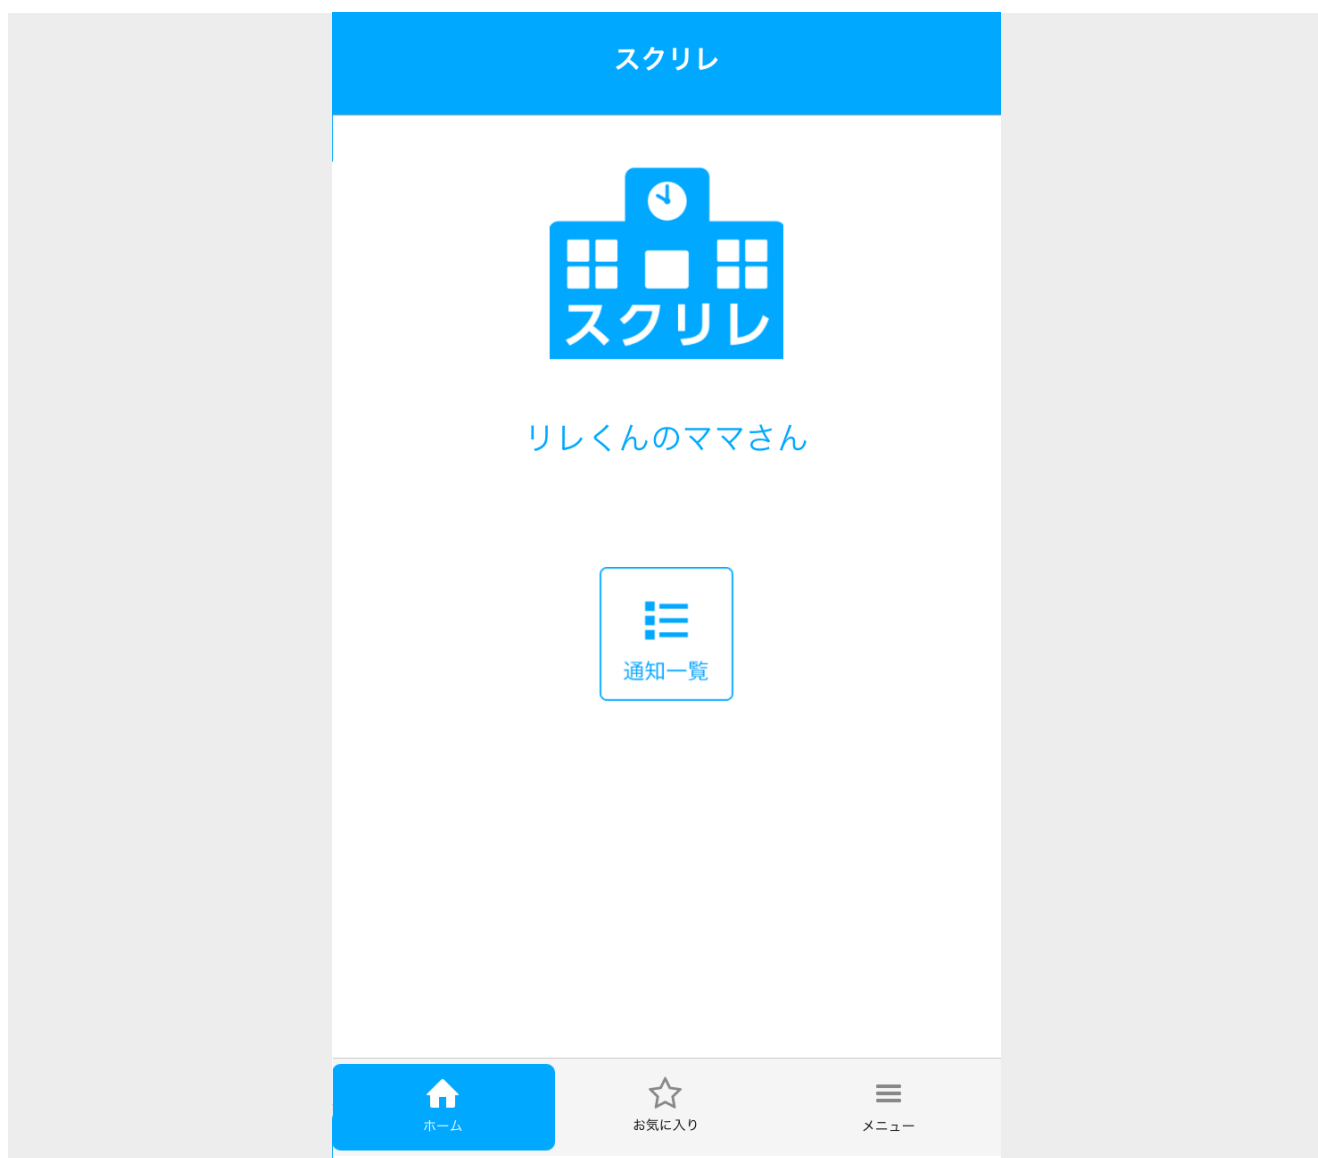 スクリレ
スクリレ
リレくんのママさん
通知一覧
ホーム
お気に入り
メニュー